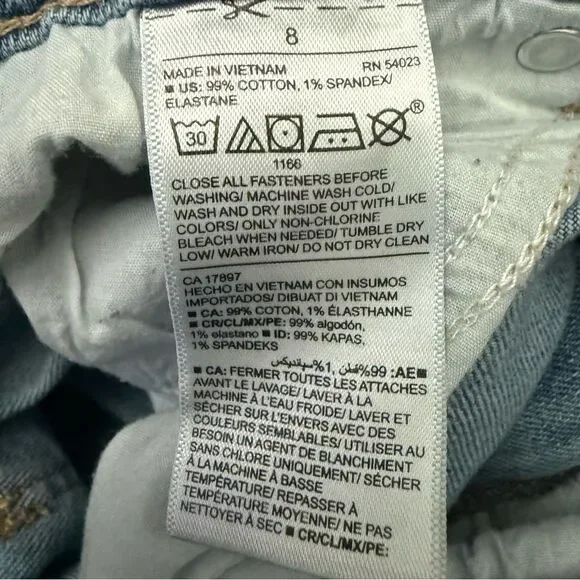 8
MADE IN VIETNAM RN 54023
■ US: 99% COTTON, 1% SPANDEX/
ELASTANE
30
®
1166
CLOSE ALL FASTENERS BEFORE
WASHING/ MACHINE WASH COLD/
WASH AND DRY INSIDE OUT WITH LIKE
COLORS/ ONLY NON-CHLORINE
BLEACH WHEN NEEDED/ TUMBLE DRY
LOW/ WARM IRON/ DO NOT DRY CLEAN
CA 17897
HECHO EN VIETNAM CON INSUMOS
IMPORTADOS/ DIBUAT DI VIETNAM
■ CA: 99% COTON, 1% ÉLASTHANNE
■ CR/CL/MX/PE: 99% algodón,
1% elastano ■ ID: 99% KAPAS,
1% SPANDEKS
■ AE: 99% قطن, 1% سباندكس
■ CA: FERMER TOUTES LES ATTACHES
AVANT LE LAVAGE/ LAVER À LA
MACHINE À L'EAU FROIDE/ LAVER ET
SÉCHER SUR L'ENVERS AVEC DES
COULEURS SEMBLABLES/ UTILISER AU
BESOIN UN AGENT DE BLANCHIMENT
SANS CHLORE UNIQUEMENT/ SÉCHER
À LA MACHINE À BASSE
TEMPÉRATURE/ REPASSER À
TEMPÉRATURE MOYENNE/ NE PAS
NETTOYER À SEC ■ CR/CL/MX/PE: